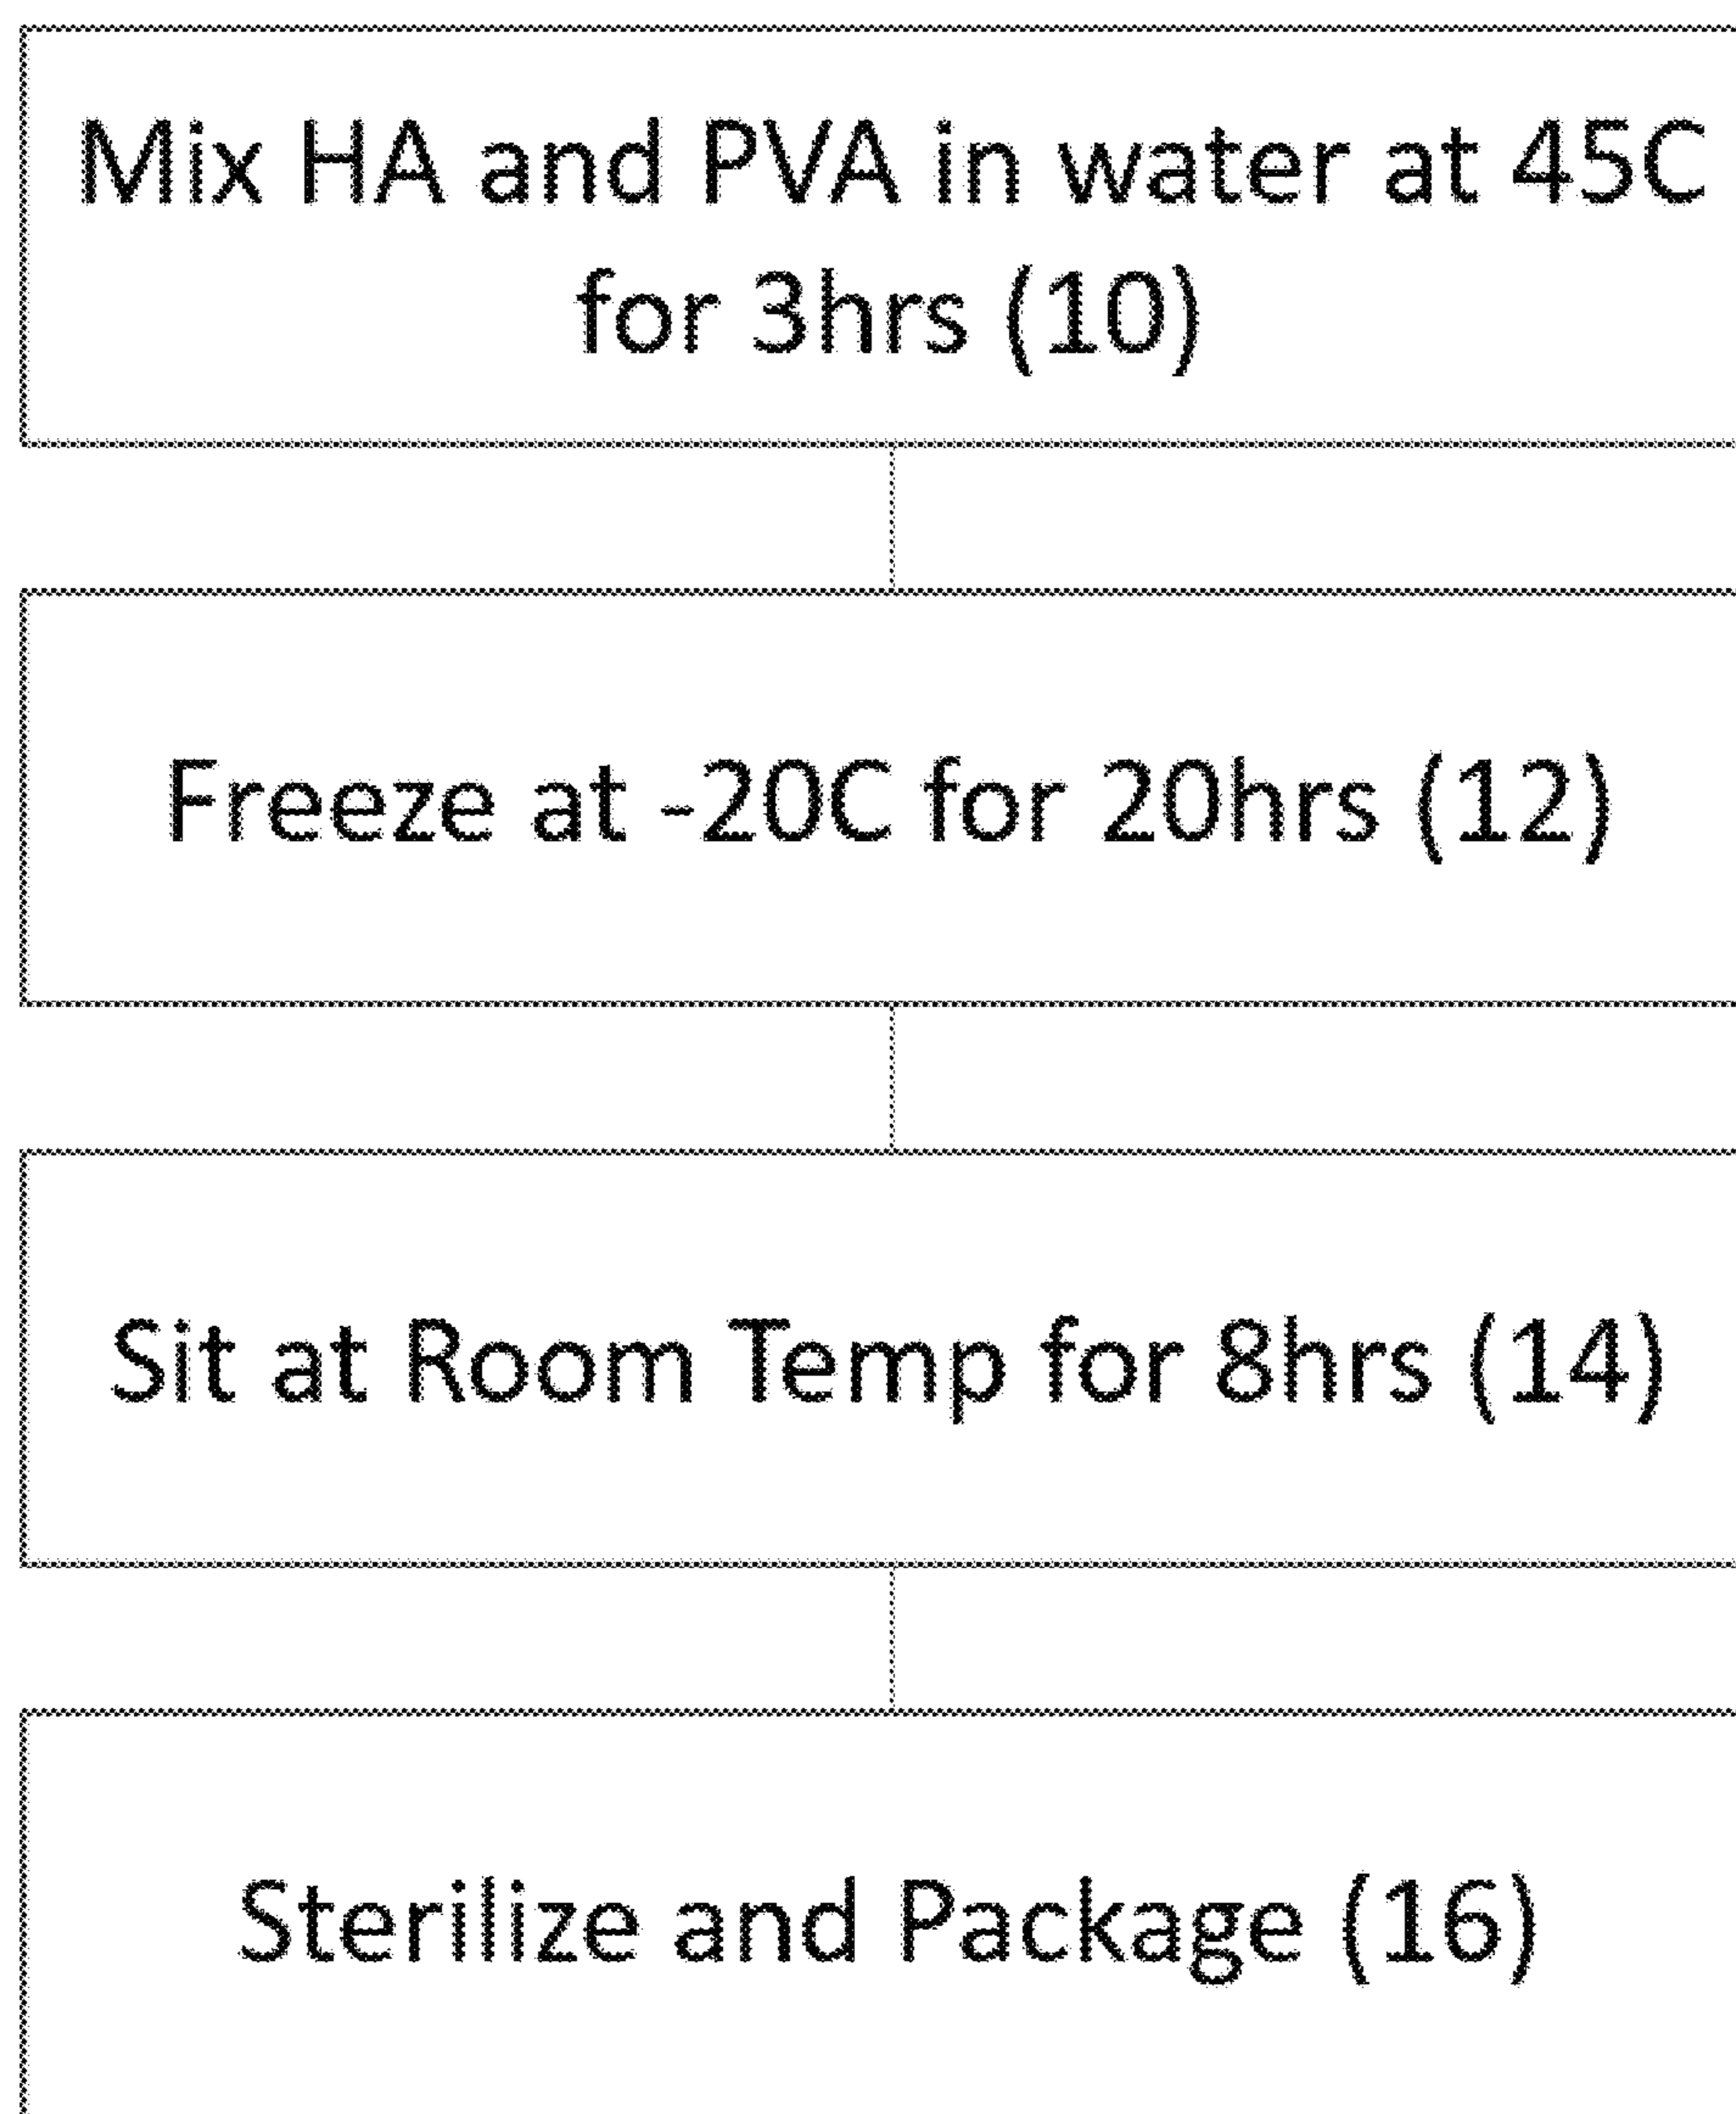 Mix HA and PVA in water at 45C
for 3hrs (10)
Freeze at -20C for 20hrs (12)
Sit at Room Temp for 8hrs (14)
Sterilize and Package (16)